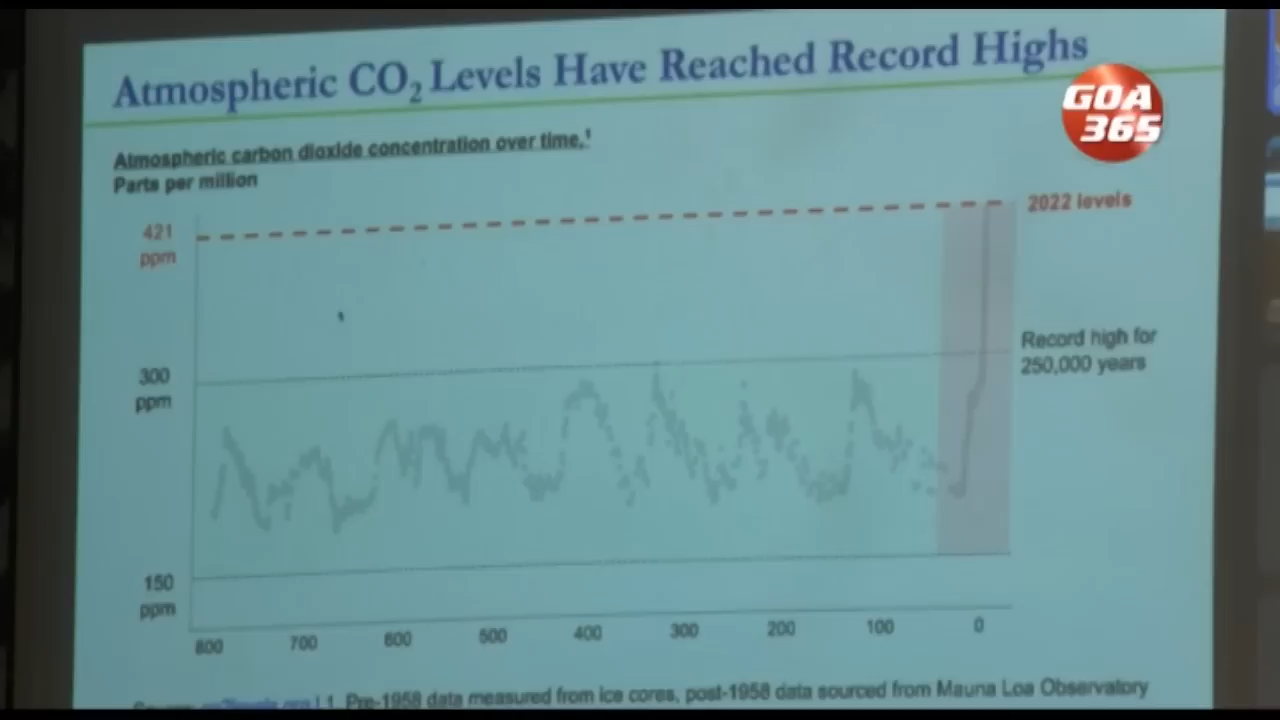 Atmospheric CO₂ Levels Have Reached Record Highs
GOA
365
Atmospheric carbon dioxide concentration over time,¹
Parts per million
421
ppm
2022 levels
Record high for
250,000 years
300
ppm
150
ppm
800 700 600 500 400 300 200 100 0
1. Pre-1958 data measured from ice cores, post-1958 data sourced from Mauna Loa Observatory